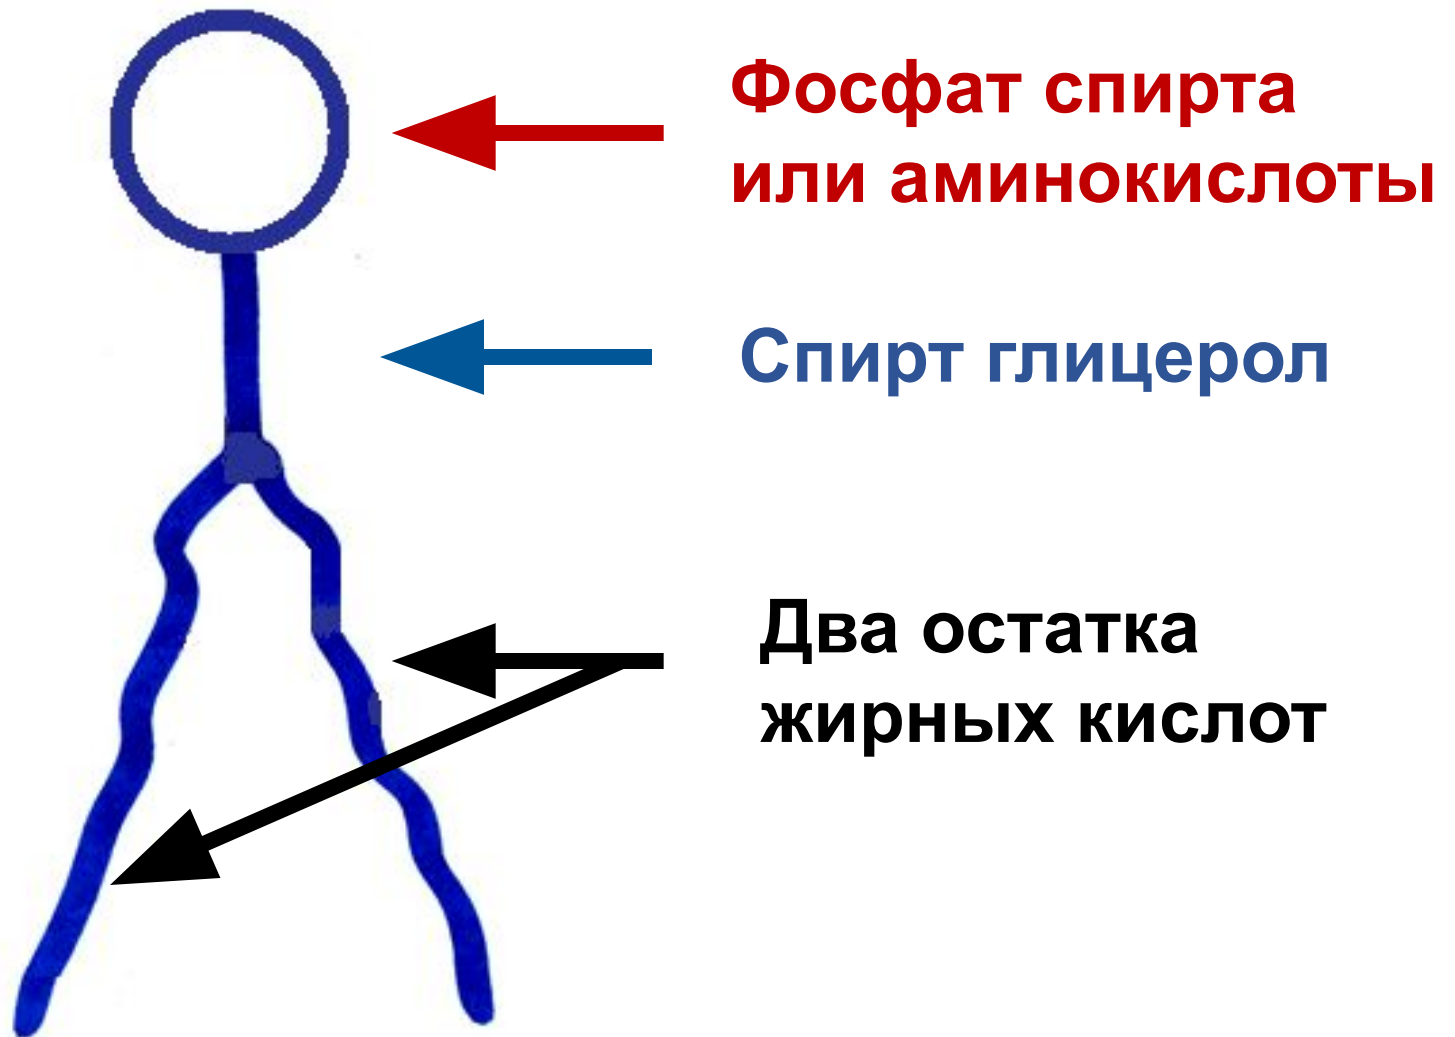 Фосфат спирта
или аминокислоты
Спирт глицерол
Два остатка
жирных кислот